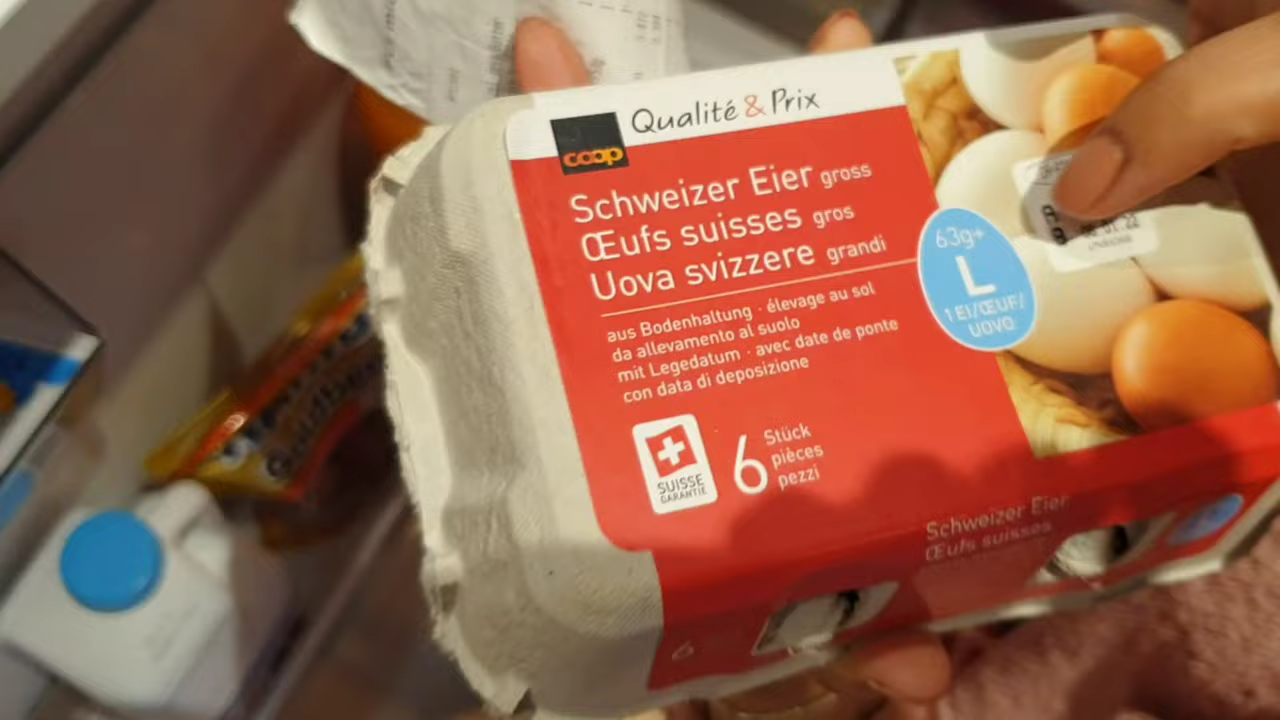 Qualité & Prix
coop
Schweizer Eier gross
Œufs suisses gros
Uova svizzere grandi
aus Bodenhaltung · élevage au sol
da allevamento al suolo
mit Legedatum · avec date de ponte
con data di deposizione
63g+
L
1 EI/ŒUF/
UOVO
SUISSE
GARANTIE
6
Stück
pièces
pezzi
Schweizer Eier
Œufs suisses
6